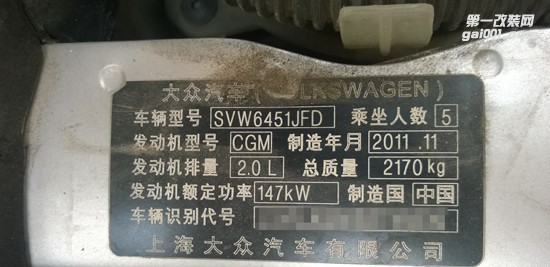 第一改装网
gai001
大众汽车(VOLKSWAGEN)
车辆型号 SVW6451JFD 乘坐人数 5
发动机型号 CGM 制造年月 2011.11
发动机排量 2.0L 总质量 2170kg
发动机额定功率 147kW 制造国 中国
车辆识别代号
上海大众汽车有限公司